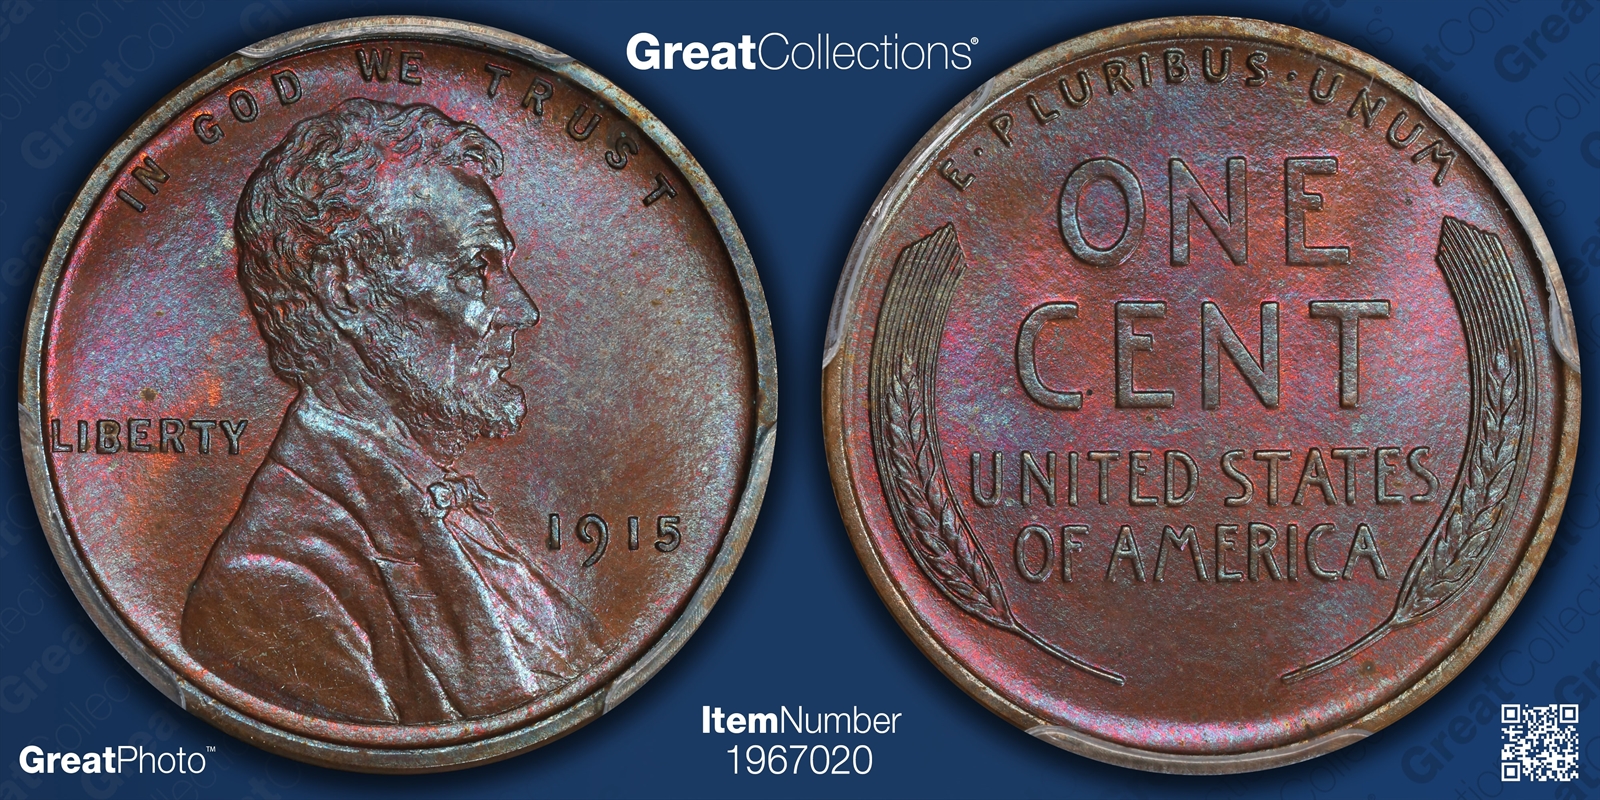 GreatCollections®
IN GOD WE TRUST
LIBERTY
1915
E·PLURIBUS·UNUM
ONE
CENT
UNITED STATES
OF AMERICA
GreatPhoto™
ItemNumber
1967020